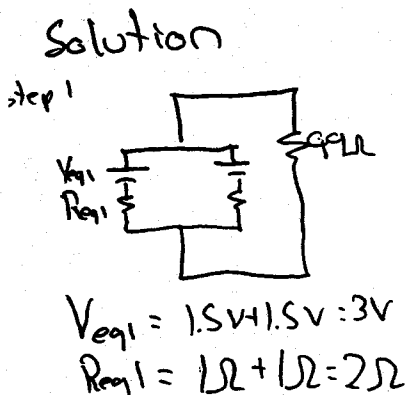 Solution
step 1
99Ω
Veq1
Req1
Veq1 = 1.5V+1.5V = 3V
Req1 = 1Ω + 1Ω = 2Ω